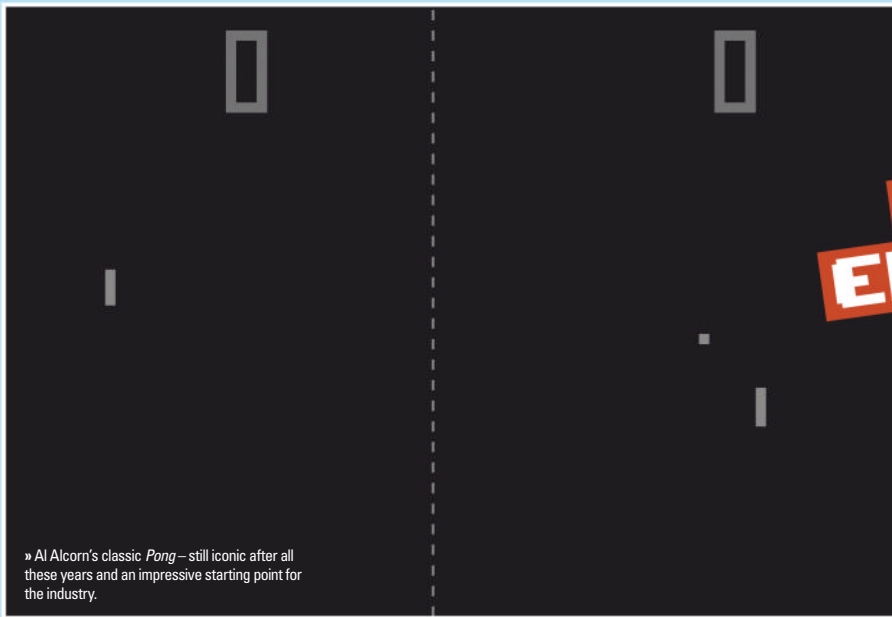 0 0
E
» Al Alcorn's classic Pong – still iconic after all
these years and an impressive starting point for
the industry.